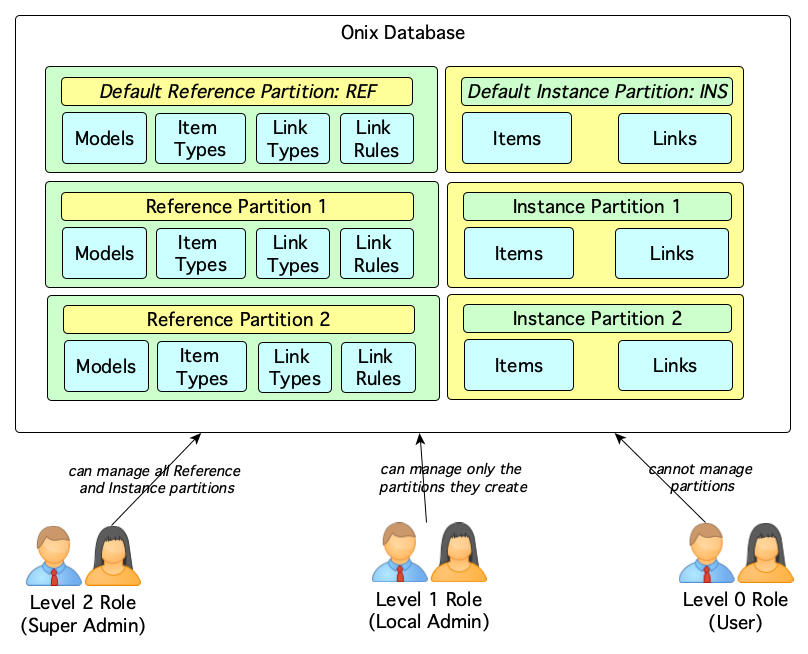 Onix Database
Default Reference Partition: REF
Models
Item
Types
Link
Types
Link
Rules
Default Instance Partition: INS
Items
Links
Reference Partition 1
Models
Item
Types
Link
Types
Link
Rules
Instance Partition 1
Items
Links
Reference Partition 2
Models
Item
Types
Link
Types
Link
Rules
Instance Partition 2
Items
Links
can manage all Reference
and Instance partitions
can manage only the
partitions they create
cannot manage
partitions
Level 2 Role
(Super Admin)
Level 1 Role
(Local Admin)
Level 0 Role
(User)